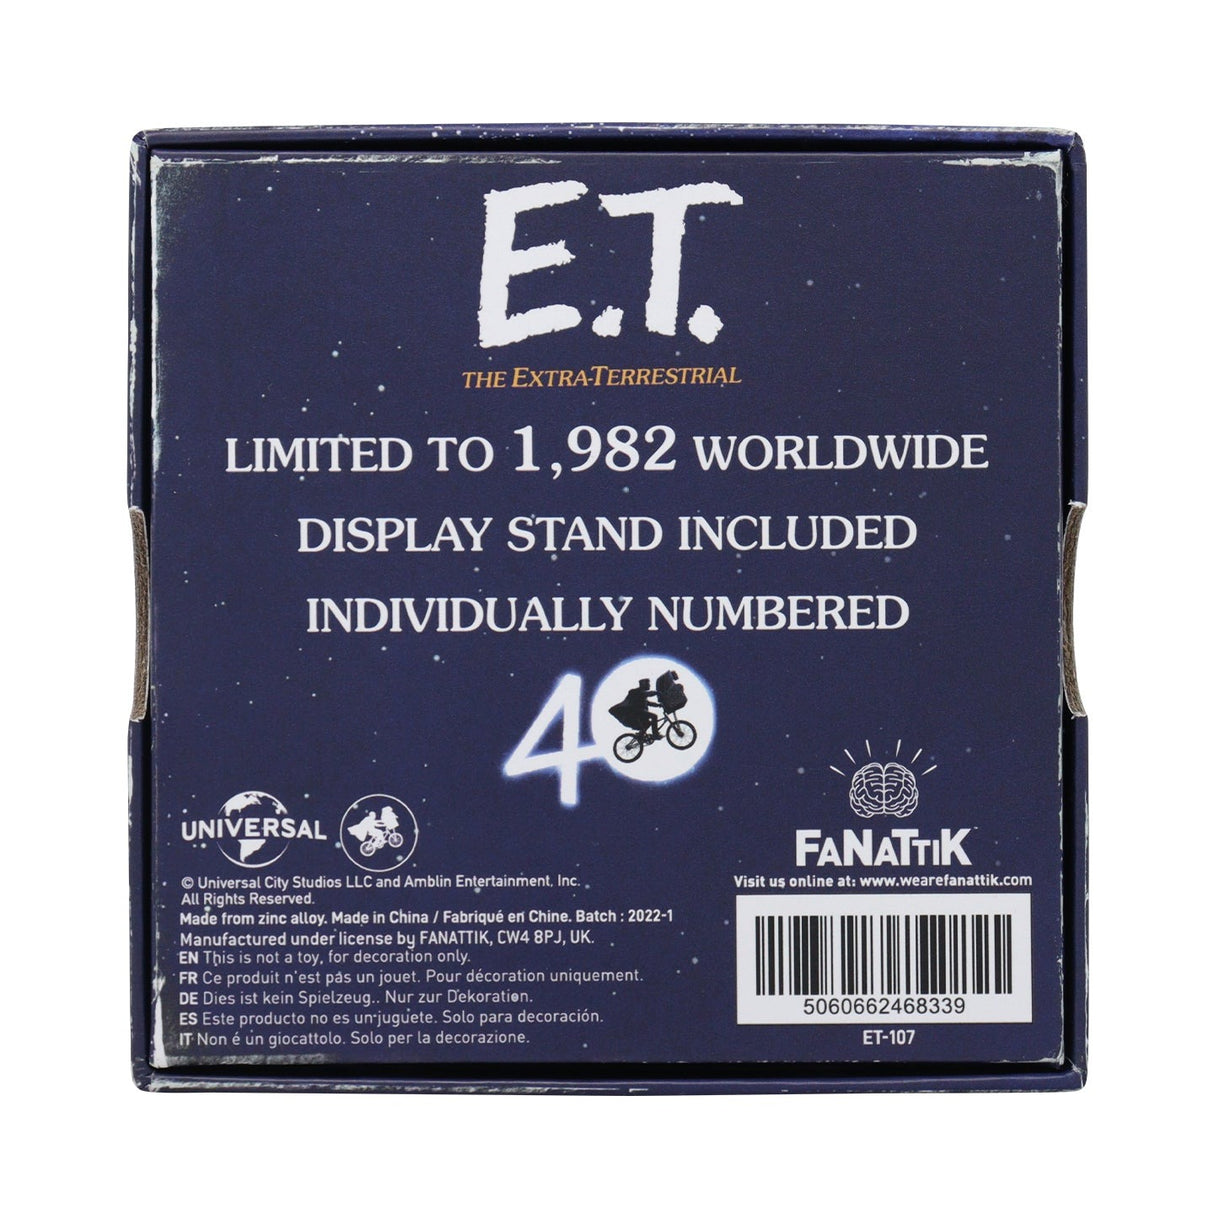 E.T.
THE EXTRA-TERRESTRIAL
LIMITED TO 1,982 WORLDWIDE
DISPLAY STAND INCLUDED
INDIVIDUALLY NUMBERED
40
UNIVERSAL
© Universal City Studios LLC and Amblin Entertainment, Inc.
All Rights Reserved.
Made from zinc alloy. Made in China / Fabriqué en Chine. Batch : 2022-1
Manufactured under license by FANATTIK, CW4 8PJ, UK.
EN This is not a toy, for decoration only.
FR Ce produit n'est pas un jouet. Pour décoration uniquement.
DE Dies ist kein Spielzeug.. Nur zur Dekoration.
ES Este producto no es un juguete. Solo para decoración.
IT Non é un giocattolo. Solo per la decorazione.
FANATTIK™
Visit us online at: www.wearefanattik.com
5060662468339
ET-107